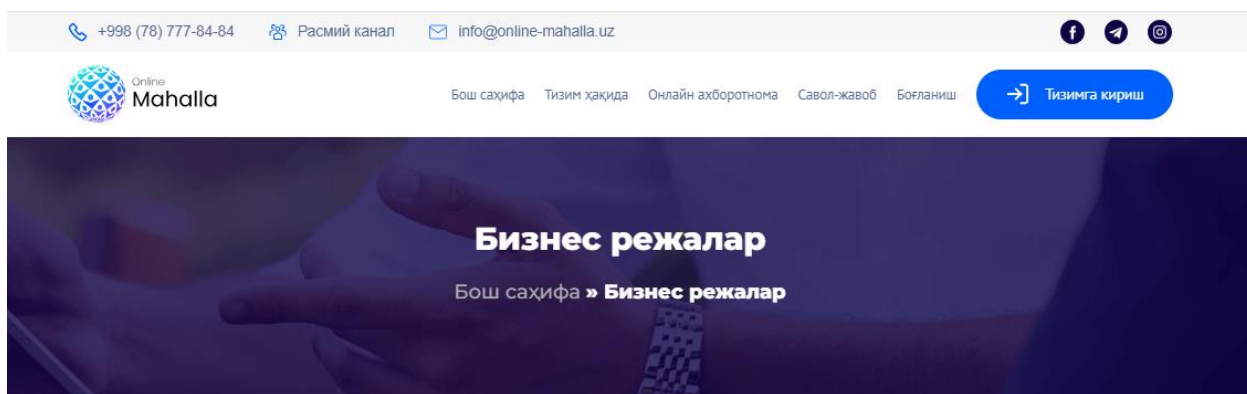 +998 (78) 777-84-84 Расмий канал info@online-mahalla.uz
Online
Mahalla
Бош саҳифа Тизим ҳақида Онлайн ахборотнома Савол-жавоб Боғланиш Тизимга кириш
Бизнес режалар
Бош саҳифа » Бизнес режалар